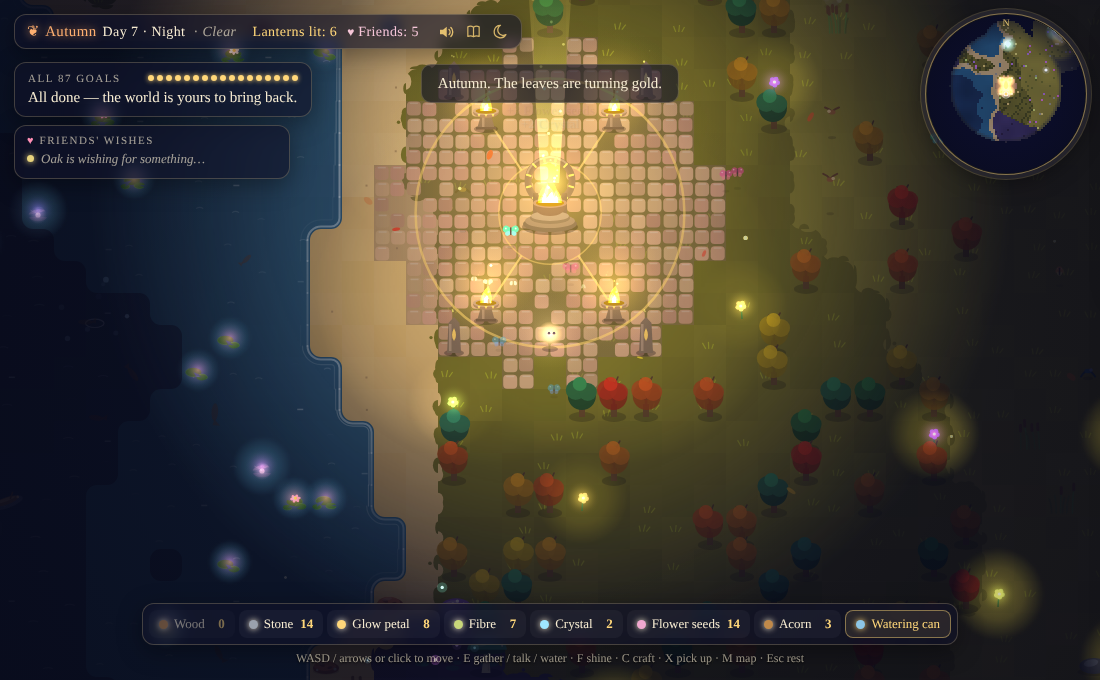 Autumn Day 7 · Night · Clear Lanterns lit: 6 ♥ Friends: 5
N
ALL 87 GOALS
All done — the world is yours to bring back.
Autumn. The leaves are turning gold.
♥ FRIENDS' WISHES
Oak is wishing for something…
Wood 0 Stone 14 Glow petal 8 Fibre 7 Crystal 2 Flower seeds 14 Acorn 3 Watering can
WASD / arrows or click to move · E gather / talk / water · F shine · C craft · X pick up · M map · Esc rest